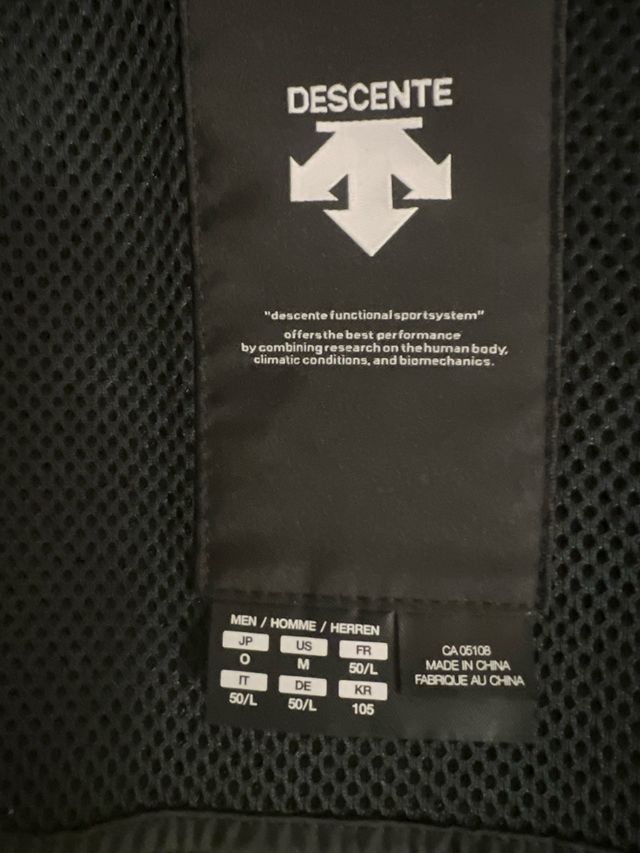 DESCENTE
"descente functional sportsystem"
offers the best performance
by combining research on the human body,
climatic conditions, and biomechanics.
MEN / HOMME / HERREN
JP US FR
O M 50/L
IT DE KR
50/L 50/L 105
CA 05108
MADE IN CHINA
FABRIQUE AU CHINA